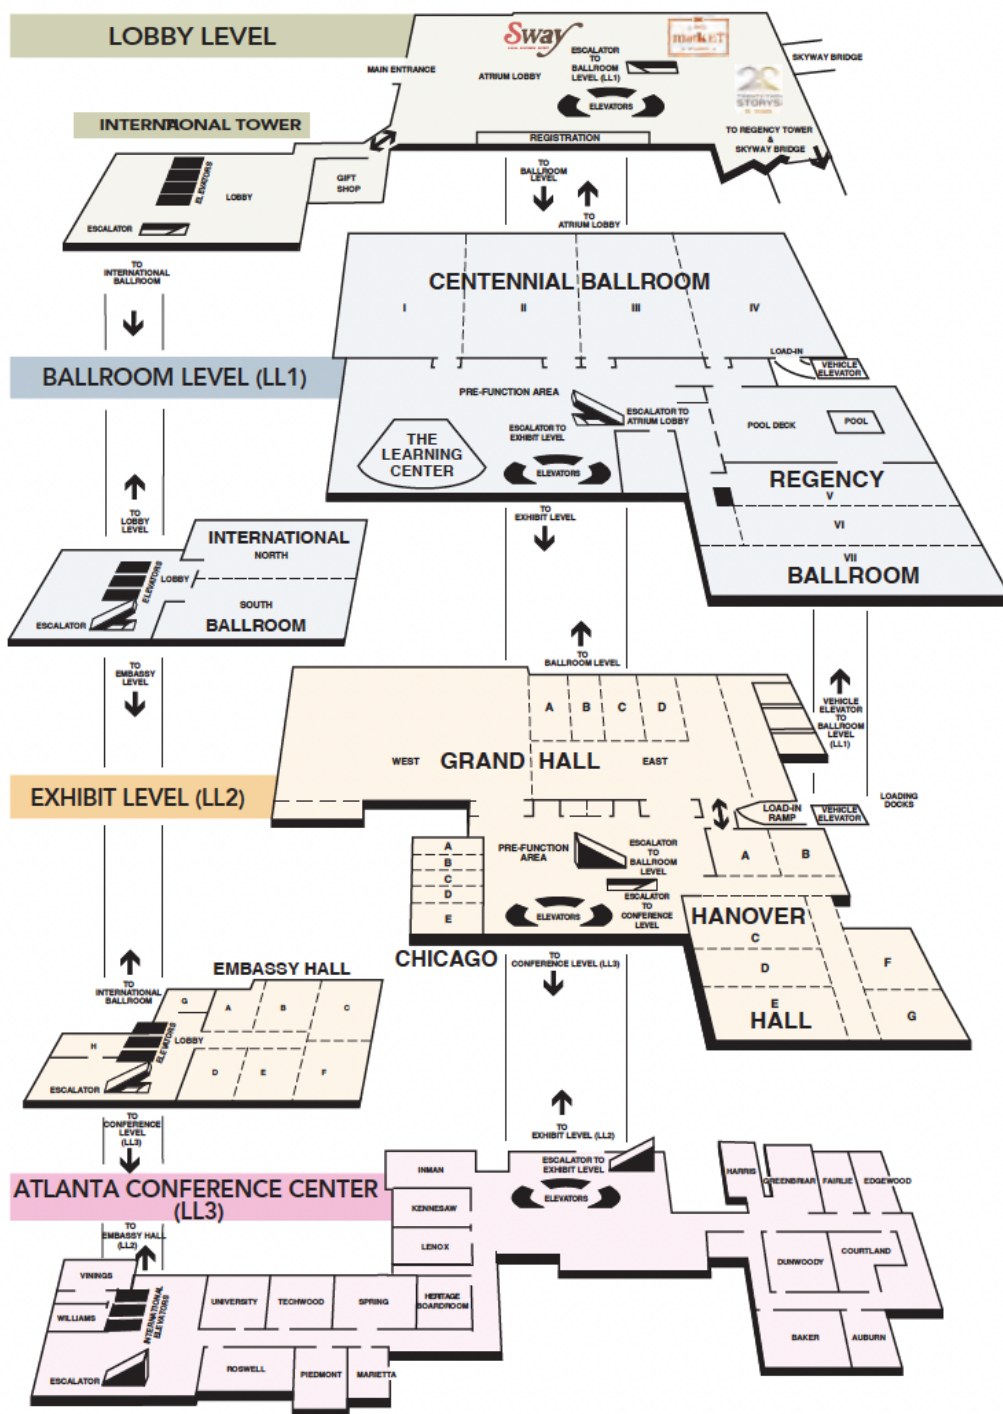 LOBBY LEVEL
Sway
market
ESCALATOR
TO
BALLROOM
LEVEL (LL1)
SKYWAY BRIDGE
MAIN ENTRANCE
ATRIUM LOBBY
ELEVATORS
STORYS
REGISTRATION
TO REGENCY TOWER
&
SKYWAY BRIDGE
INTERNATIONAL TOWER
ELEVATORS
LOBBY
GIFT
SHOP
ESCALATOR
TO
BALLROOM
LEVEL
TO
ATRIUM LOBBY
TO
INTERNATIONAL
BALLROOM
CENTENNIAL BALLROOM
I
II
III
IV
BALLROOM LEVEL (LL1)
LOAD-IN
VEHICLE
ELEVATOR
PRE-FUNCTION AREA
ESCALATOR TO
ATRIUM LOBBY
ESCALATOR TO
EXHIBIT LEVEL
THE
LEARNING
CENTER
ELEVATORS
POOL DECK
POOL
REGENCY
V
VI
VII
BALLROOM
TO
EXHIBIT LEVEL
TO
LOBBY
LEVEL
INTERNATIONAL
NORTH
ELEVATORS
LOBBY
SOUTH
BALLROOM
ESCALATOR
TO
EMBASSY
LEVEL
TO
BALLROOM LEVEL
VEHICLE
ELEVATOR
TO
BALLROOM
LEVEL
(LL1)
A
B
C
D
WEST
GRAND HALL
EAST
EXHIBIT LEVEL (LL2)
LOADING
DOCKS
LOAD-IN
RAMP
VEHICLE
ELEVATOR
A
B
C
D
E
PRE-FUNCTION
AREA
ESCALATOR
TO
BALLROOM
LEVEL
ESCALATOR
TO
CONFERENCE
LEVEL
ELEVATORS
CHICAGO
A
B
HANOVER
C
D
E
HALL
F
G
TO
CONFERENCE LEVEL (LL3)
TO
INTERNATIONAL
BALLROOM
EMBASSY HALL
G
A
B
C
H
ELEVATORS
LOBBY
D
E
F
ESCALATOR
TO
CONFERENCE
LEVEL
(LL3)
TO
EXHIBIT LEVEL (LL2)
ATLANTA CONFERENCE CENTER
(LL3)
INMAN
KENNESAW
LENOX
ESCALATOR TO
EXHIBIT LEVEL
ELEVATORS
HARRIS
GREENBRIAR
FAIRLIE
EDGEWOOD
DUNWOODY
COURTLAND
BAKER
AUBURN
TO
EMBASSY HALL
(LL2)
VININGS
WILLIAMS
INTERNATIONAL
ELEVATORS
UNIVERSITY
TECHWOOD
SPRING
HERITAGE
BOARDROOM
ESCALATOR
ROSWELL
PIEDMONT
MARIETTA